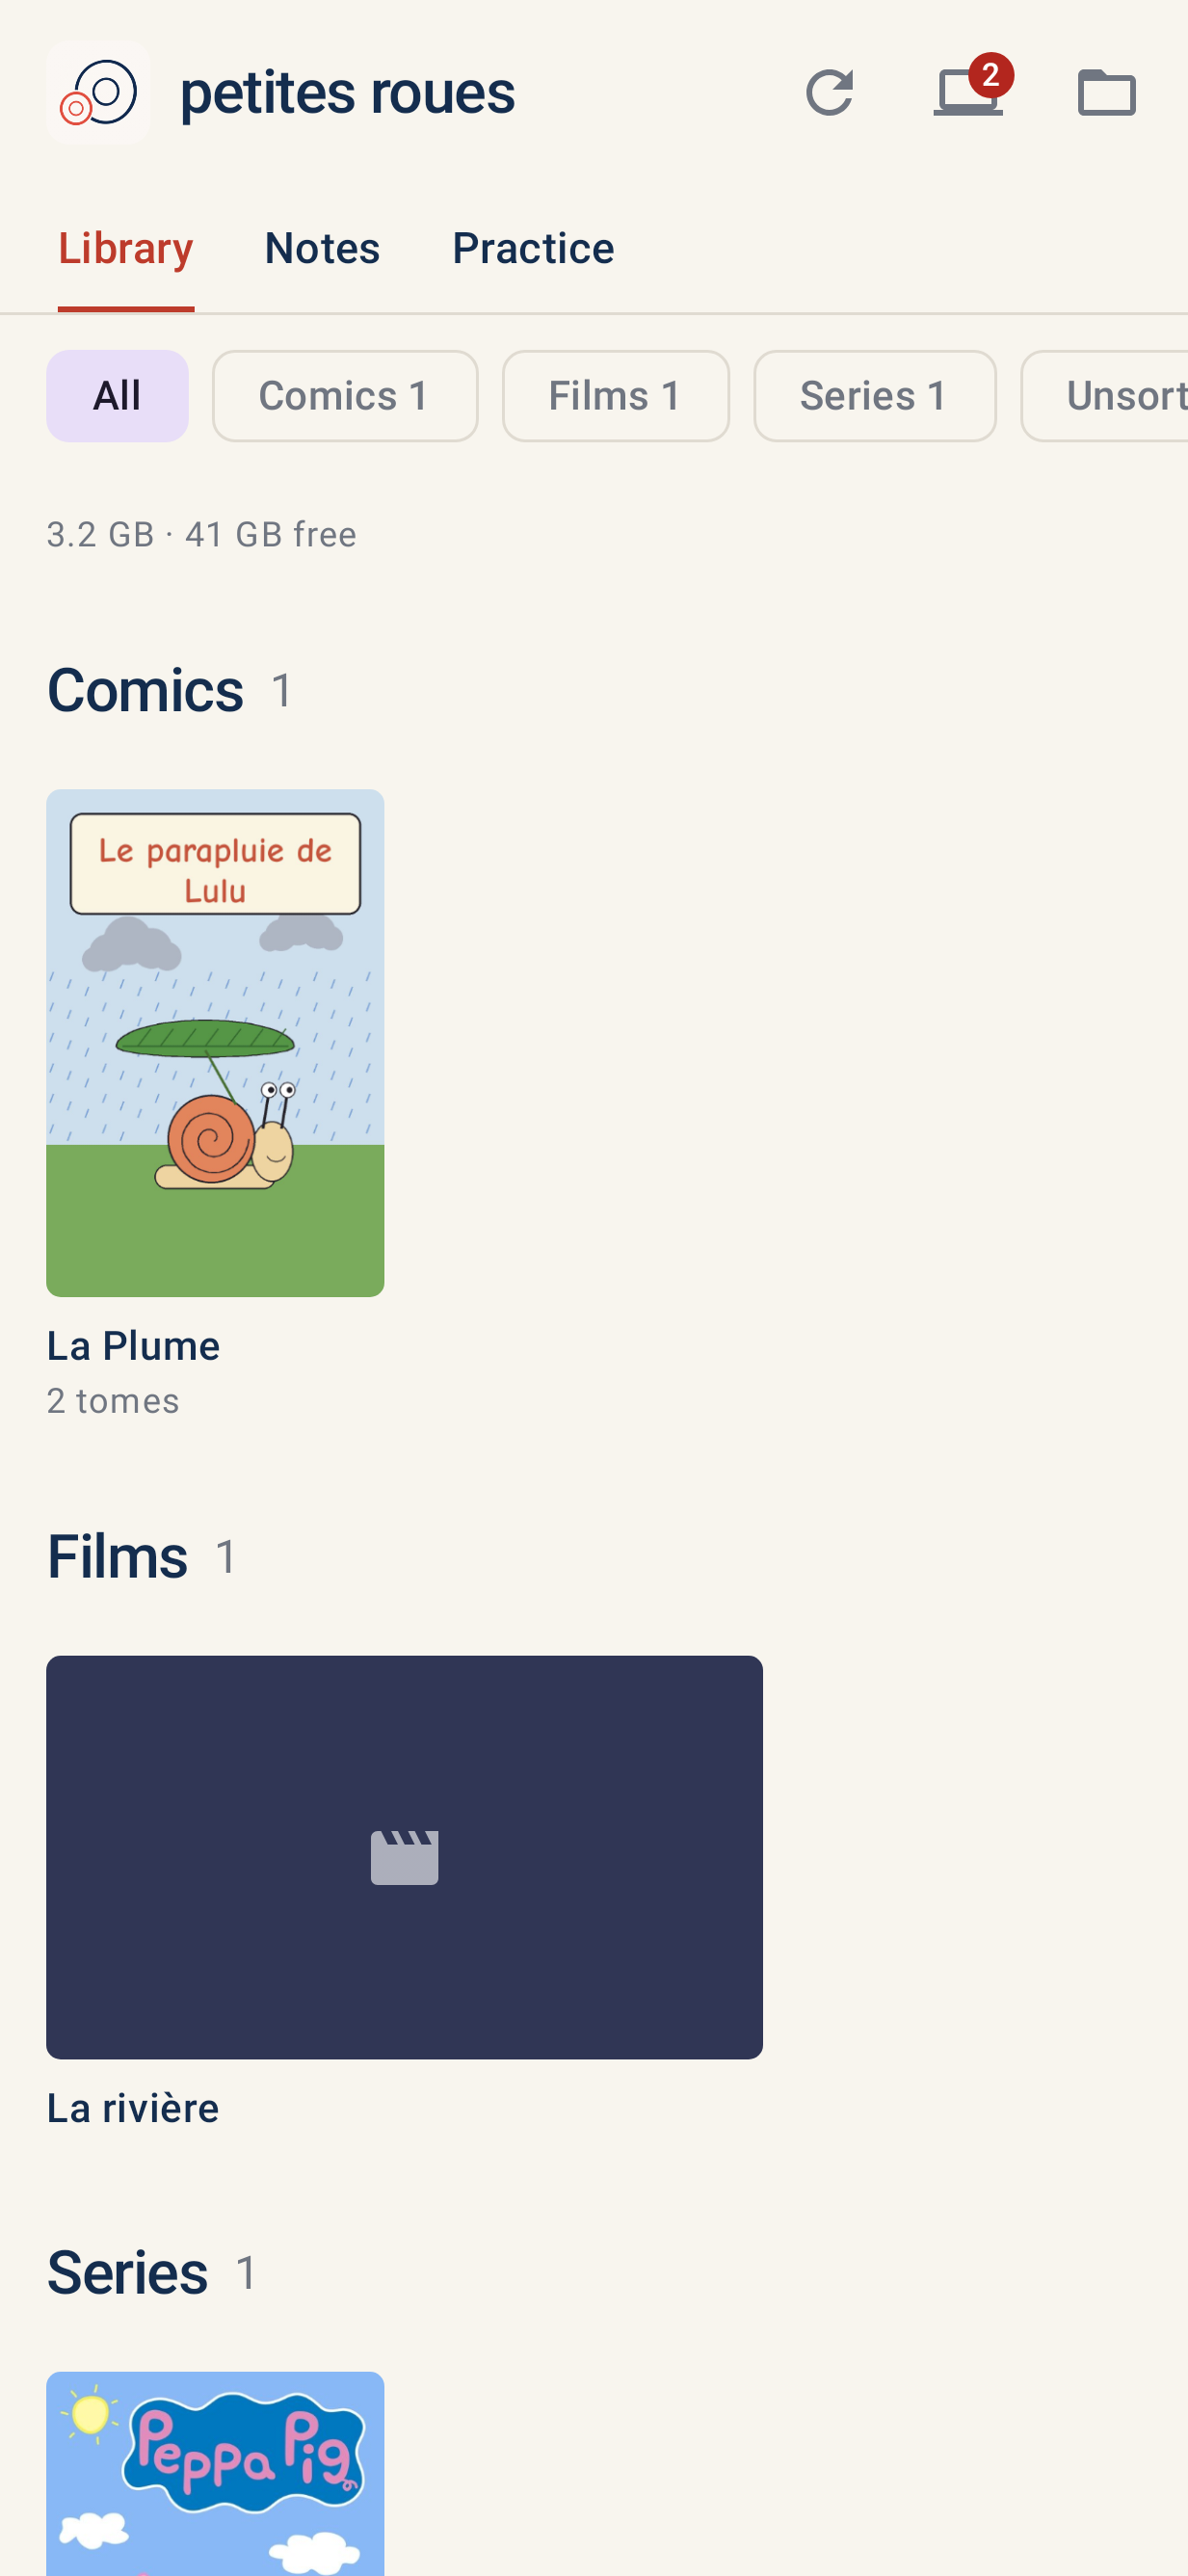 petites roues
2
Library
Notes
Practice
All
Comics 1
Films 1
Series 1
Unsort
3.2 GB · 41 GB free
Comics 1
Le parapluie de
Lulu
La Plume
2 tomes
Films 1
La rivière
Series 1
Peppa Pig